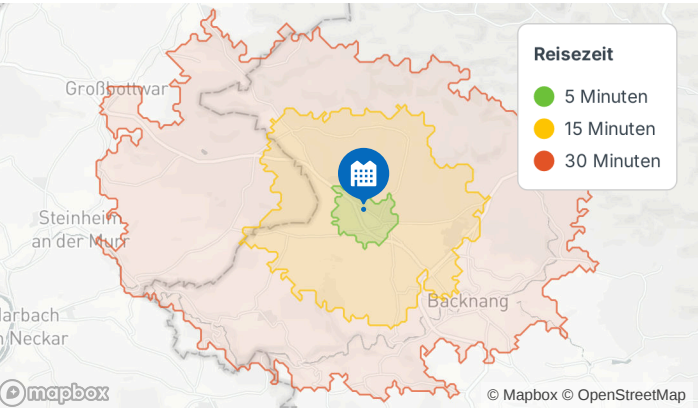 Reisezeit
5 Minuten
15 Minuten
30 Minuten
Großbottwar
Steinheim
an der Murr
Backnang
arbach
Neckar
mapbox
© Mapbox © OpenStreetMap